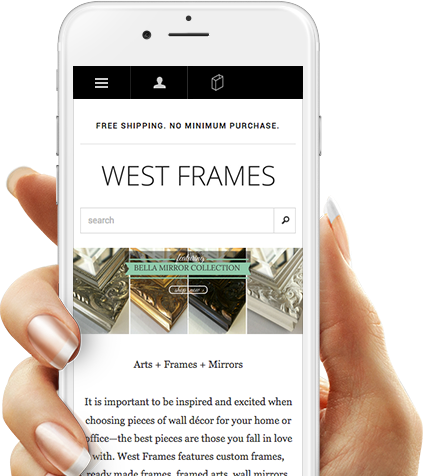 FREE SHIPPING. NO MINIMUM PURCHASE.
WEST FRAMES
search
featuring
BELLA MIRROR COLLECTION
shop now
Arts + Frames + Mirrors
It is important to be inspired and excited when
choosing pieces of wall décor for your home or
office—the best pieces are those you fall in love
with. West Frames features custom frames,
ready made frames, framed arts, wall mirrors